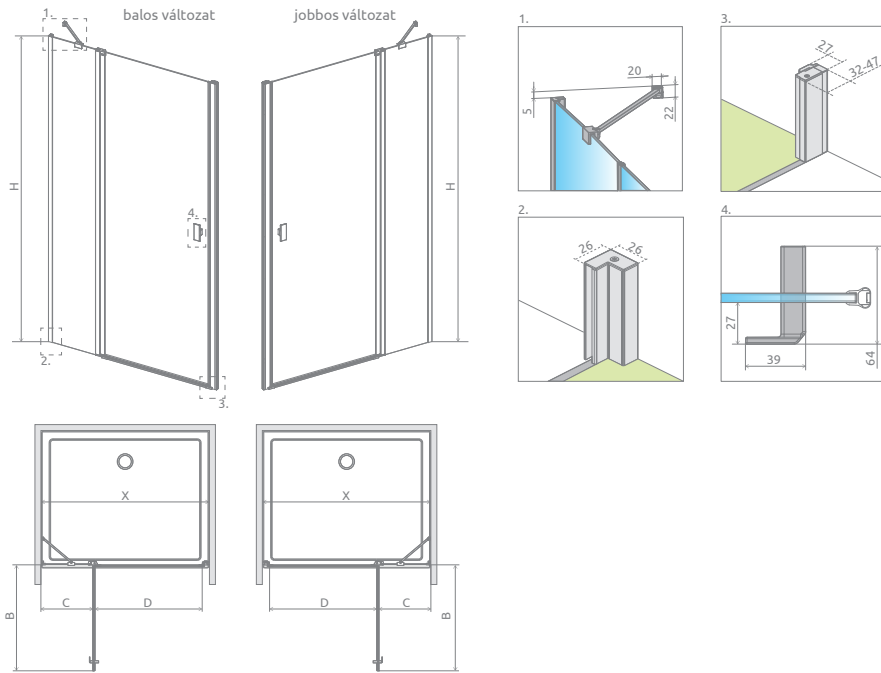 1.
balos változat
jobbos változat
H
4.
2.
3.
H
1.
20
5
22
3.
27
32-47
2.
26
26
4.
27
39
64
X
C
D
B
X
D
C
B